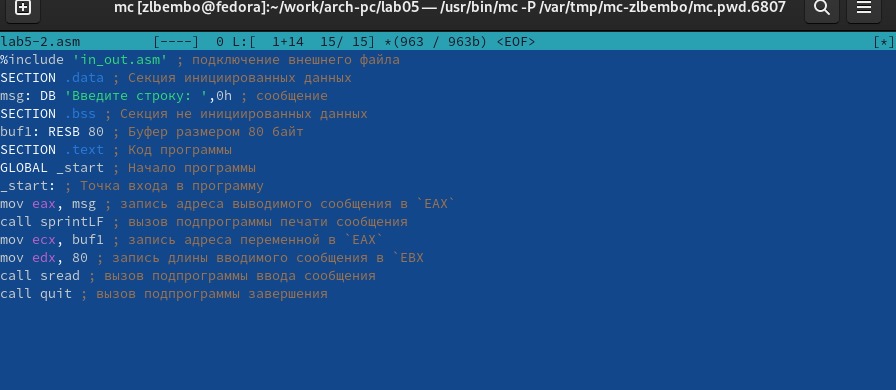 mc [zlbembo@fedora]:~/work/arch-pc/lab05 — /usr/bin/mc -P /var/tmp/mc-zlbembo/mc.pwd.6807
lab5-2.asm [----] 0 L:[ 1+14 15/ 15] *(963 / 963b) <EOF> [*]
%include 'in_out.asm' ; подключение внешнего файла
SECTION .data ; Секция инициированных данных
msg: DB 'Введите строку: ',0h ; сообщение
SECTION .bss ; Секция не инициированных данных
buf1: RESB 80 ; Буфер размером 80 байт
SECTION .text ; Код программы
GLOBAL _start ; Начало программы
_start: ; Точка входа в программу
mov eax, msg ; запись адреса выводимого сообщения в `EAX`
call sprintLF ; вызов подпрограммы печати сообщения
mov ecx, buf1 ; запись адреса переменной в `EAX`
mov edx, 80 ; запись длины вводимого сообщения в `EBX
call sread ; вызов подпрограммы ввода сообщения
call quit ; вызов подпрограммы завершения